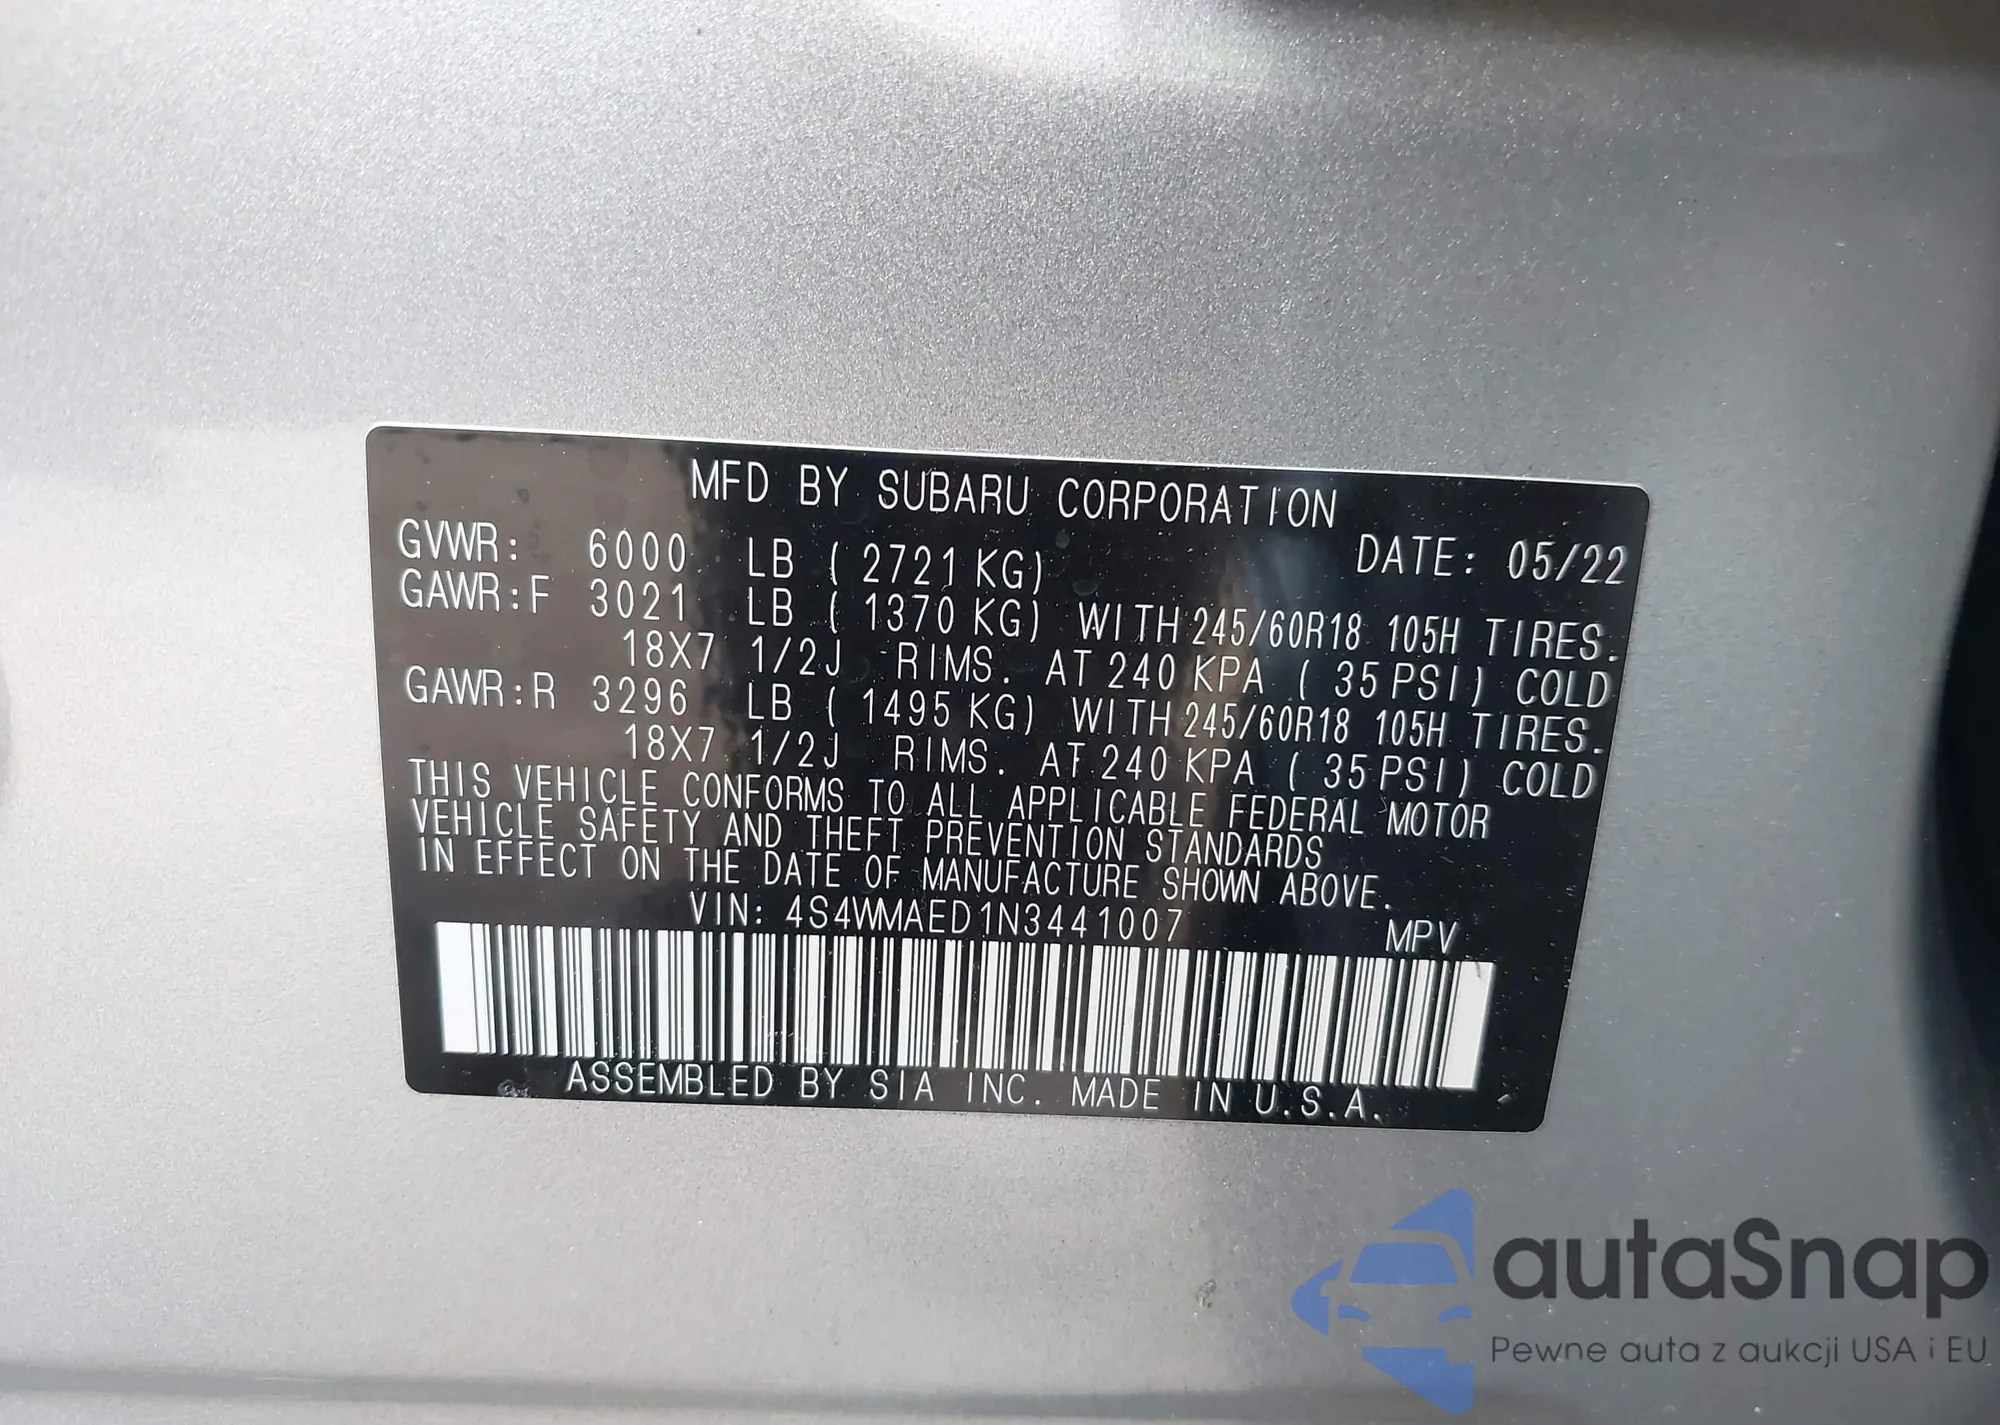 MFD BY SUBARU CORPORATION
GVWR: 6000 LB ( 2721 KG) DATE: 05/22
GAWR:F 3021 LB ( 1370 KG) WITH 245/60R18 105H TIRES.
18X7 1/2J RIMS. AT 240 KPA ( 35 PSI) COLD
GAWR:R 3296 LB ( 1495 KG) WITH 245/60R18 105H TIRES.
18X7 1/2J RIMS. AT 240 KPA ( 35 PSI) COLD
THIS VEHICLE CONFORMS TO ALL APPLICABLE FEDERAL MOTOR
VEHICLE SAFETY AND THEFT PREVENTION STANDARDS
IN EFFECT ON THE DATE OF MANUFACTURE SHOWN ABOVE.
VIN: 4S4WMAED1N3441007 MPV
ASSEMBLED BY SIA INC. MADE IN U.S.A.
autaSnap
Pewne auta z aukcji USA i EU